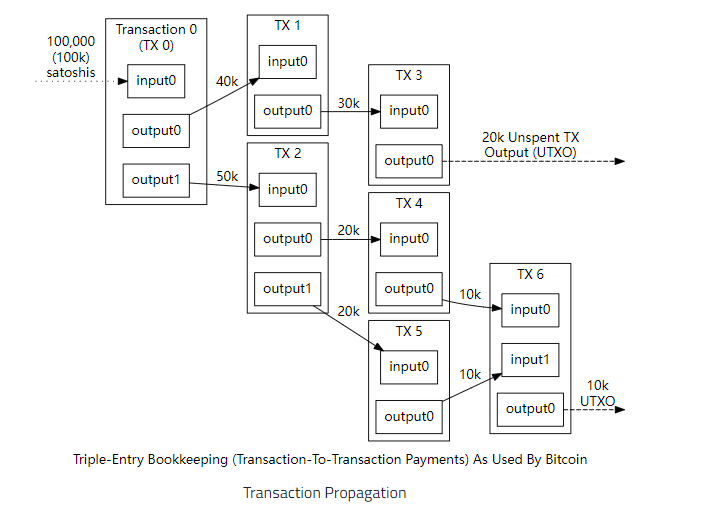 Transaction 0
(TX 0)
100,000
(100k)
satoshis
input0
output0
output1
40k
50k
TX 1
input0
output0
30k
TX 2
input0
output0
output1
20k
20k
TX 3
input0
output0
20k Unspent TX
Output (UTXO)
TX 4
input0
output0
10k
TX 5
input0
output0
10k
TX 6
input0
input1
output0
10k
UTXO
Triple-Entry Bookkeeping (Transaction-To-Transaction Payments) As Used By Bitcoin
Transaction Propagation